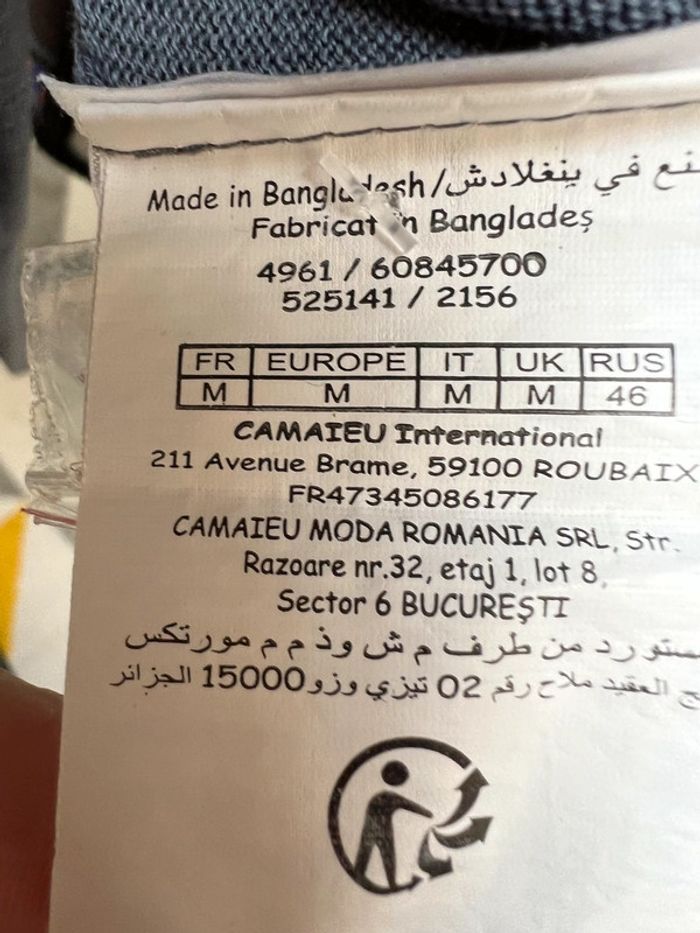 Made in Bangladesh/في ينغلادش
Fabricat în Bangladeș
4961 / 60845700
525141 / 2156
FR EUROPE IT UK RUS
M M M M 46
CAMAIEU International
211 Avenue Brame, 59100 ROUBAIX
FR47345086177
CAMAIEU MODA ROMANIA SRL, Str.
Razoare nr.32, etaj 1, lot 8,
Sector 6 BUCUREȘTI
من طرف م ش وذ م م مورتكس
العقيد ملاح رقم 02 تيزي وزو 15000 الجزائر